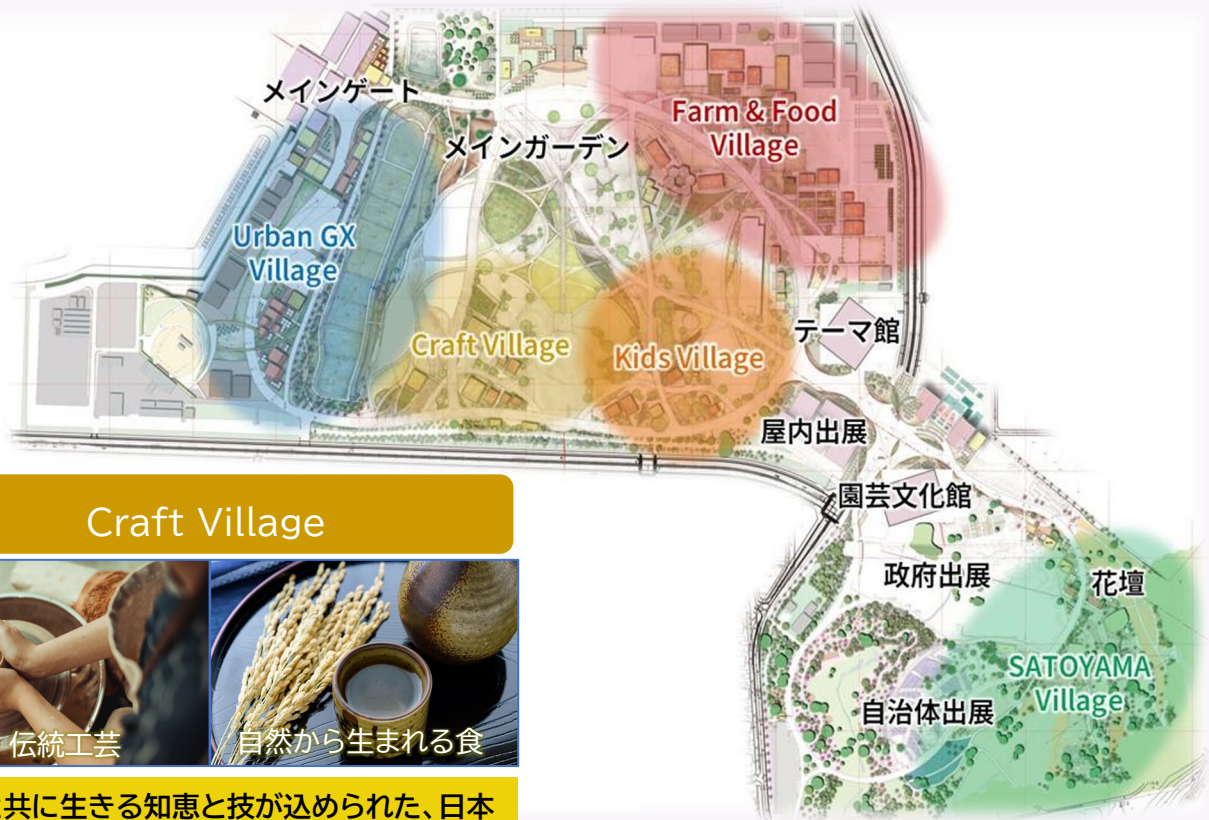 メインゲート
Farm & Food
Village
メインガーデン
Urban GX
Village
Craft Village
Kids Village
テーマ館
屋内出展
園芸文化館
政府出展
花壇
SATOYAMA
Village
自治体出展
Craft Village
伝統工芸
自然から生まれる食
共に生きる知恵と技が込められた、日本